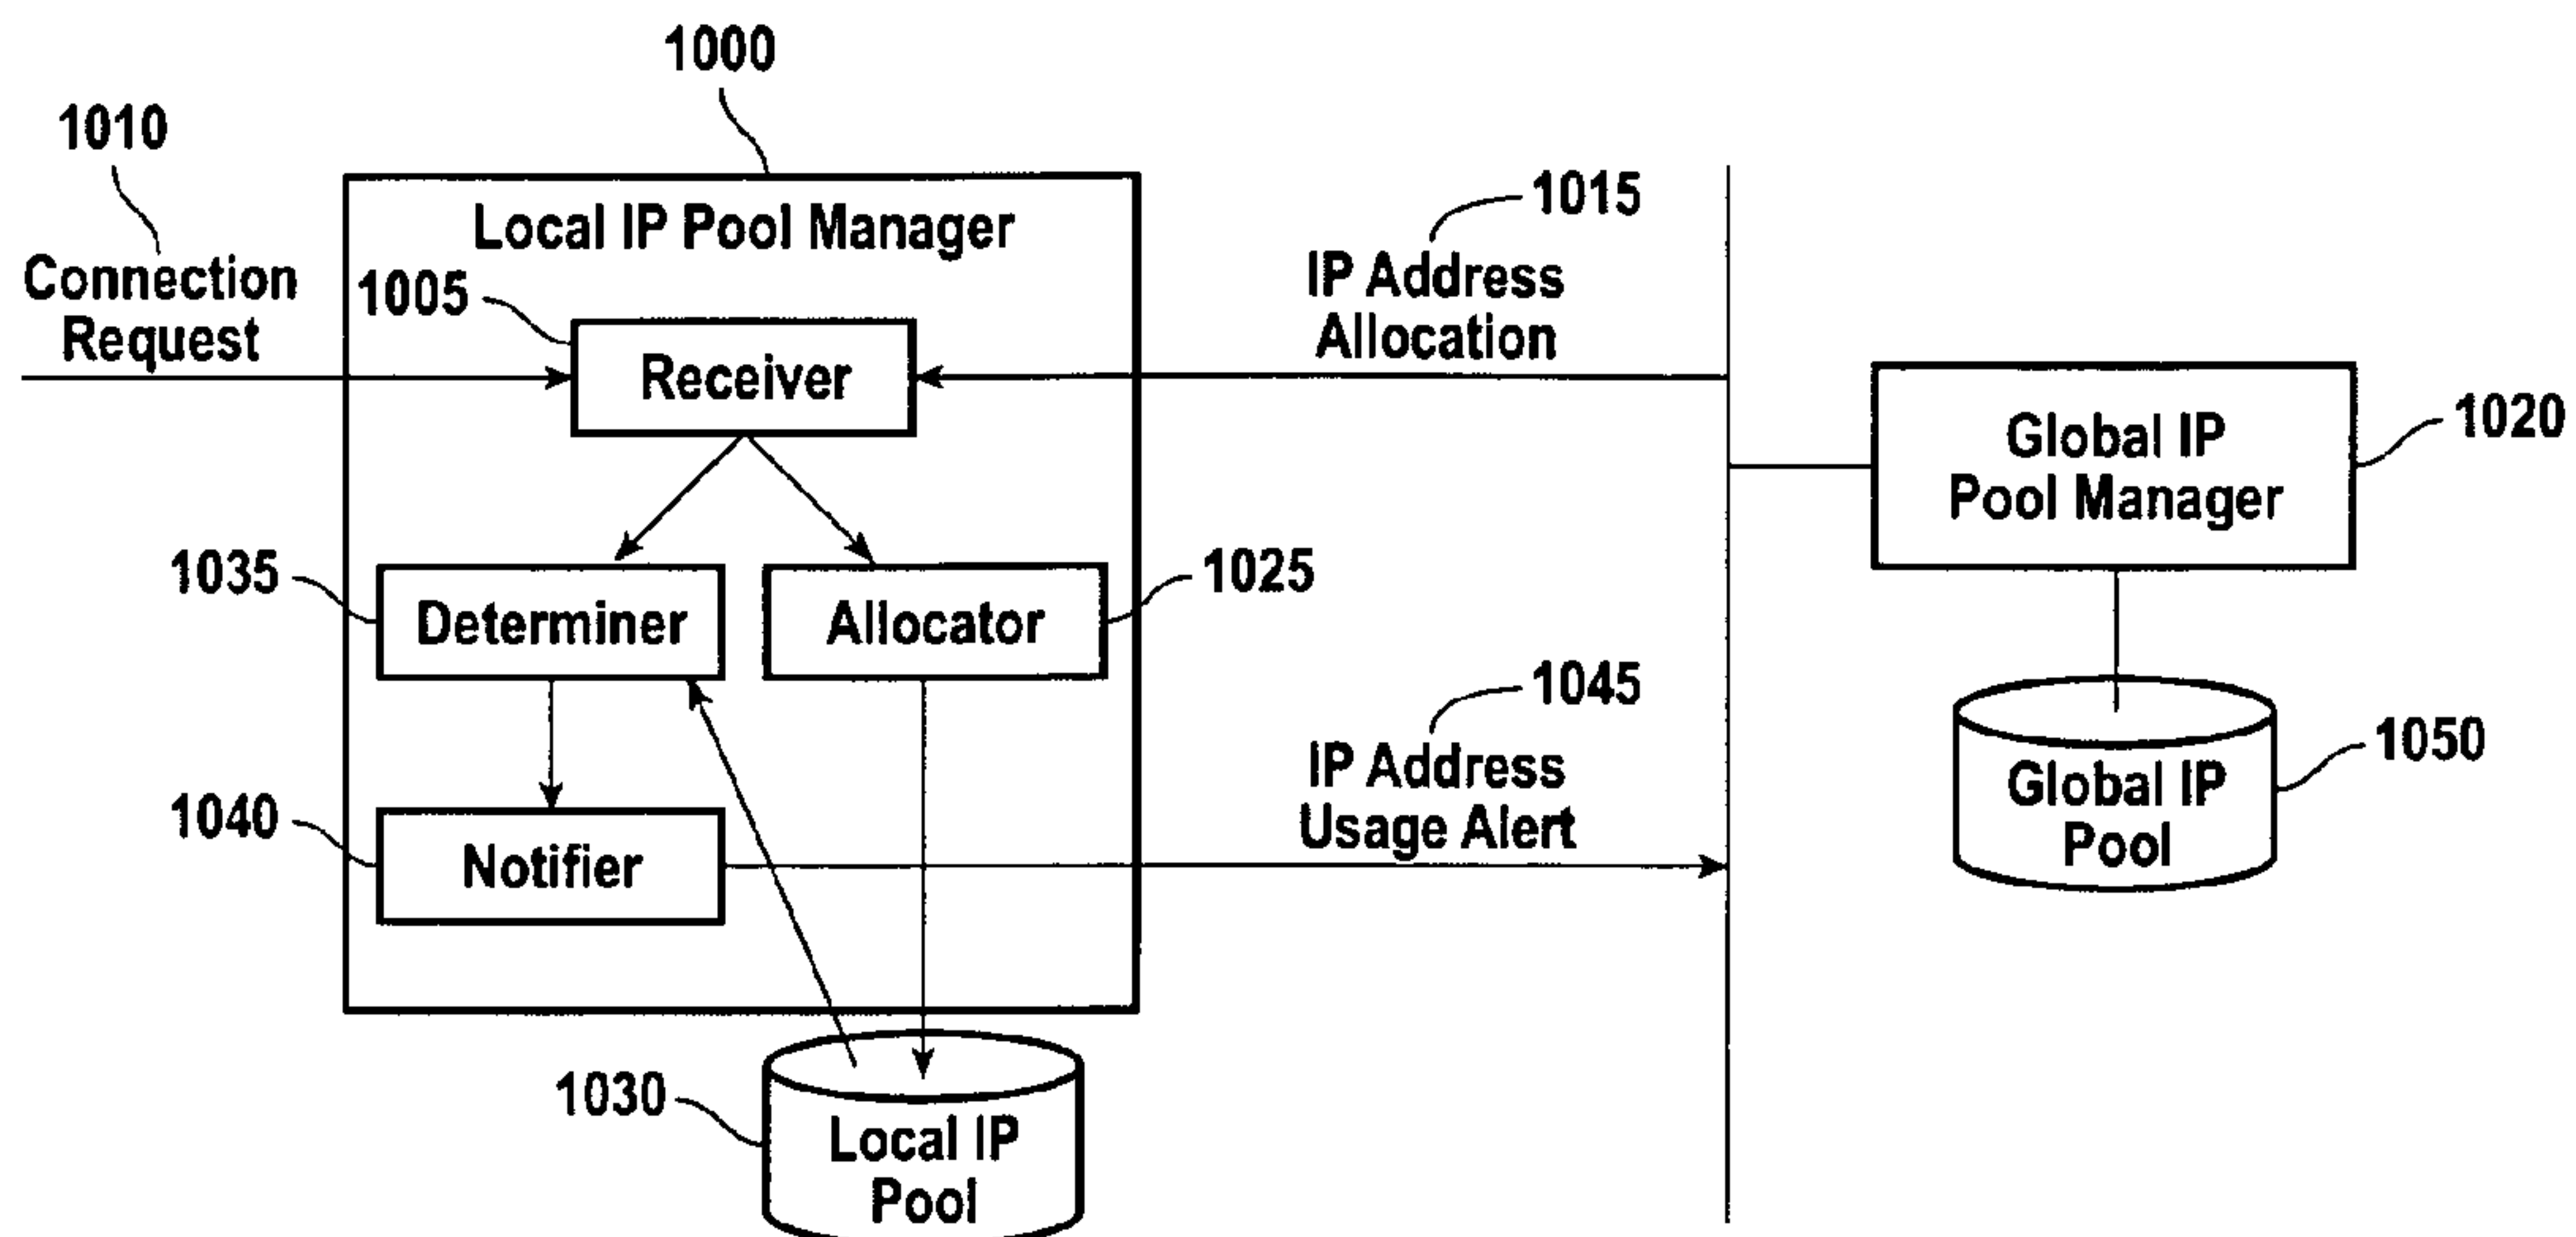 1000
1010
Connection
Request
Local IP Pool Manager
1005
Receiver
1015
IP Address
Allocation
Global IP
Pool Manager
1020
1035
Determiner
Allocator
1025
1045
IP Address
Usage Alert
Global IP
Pool
1050
1040
Notifier
1030
Local IP
Pool